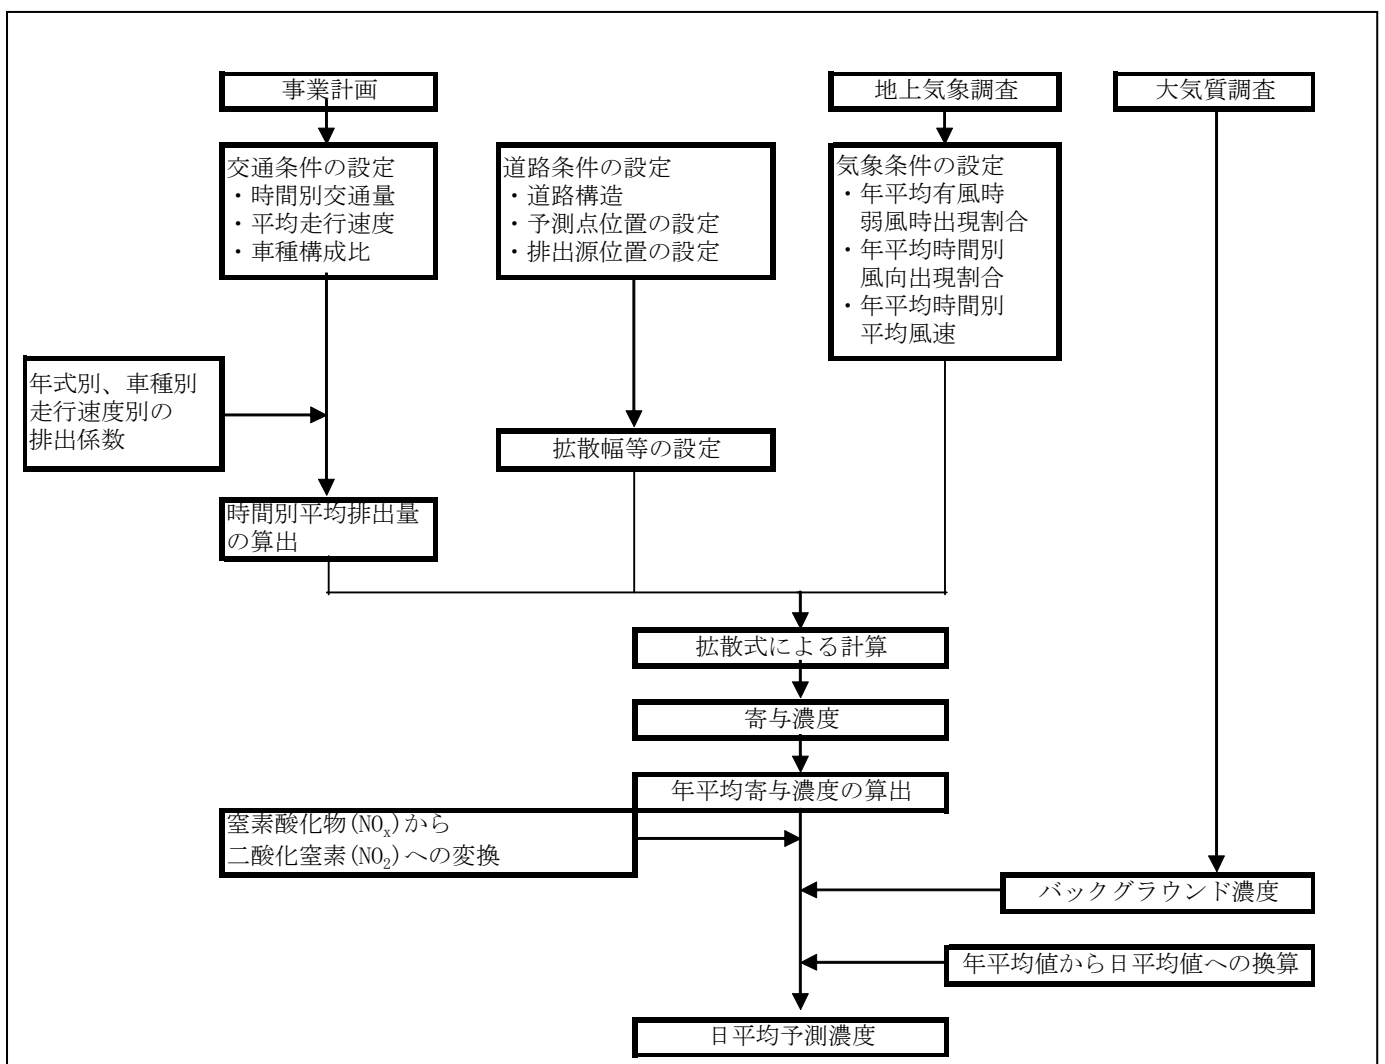 事業計画
地上気象調査
大気質調査
交通条件の設定
・時間別交通量
・平均走行速度
・車種構成比
道路条件の設定
・道路構造
・予測点位置の設定
・排出源位置の設定
気象条件の設定
・年平均有風時
弱風時出現割合
・年平均時間別
風向出現割合
・年平均時間別
平均風速
年式別、車種別
走行速度別の
排出係数
拡散幅等の設定
時間別平均排出量
の算出
拡散式による計算
寄与濃度
年平均寄与濃度の算出
窒素酸化物(NOx)から
二酸化窒素(NO2)への変換
バックグラウンド濃度
年平均値から日平均値への換算
日平均予測濃度